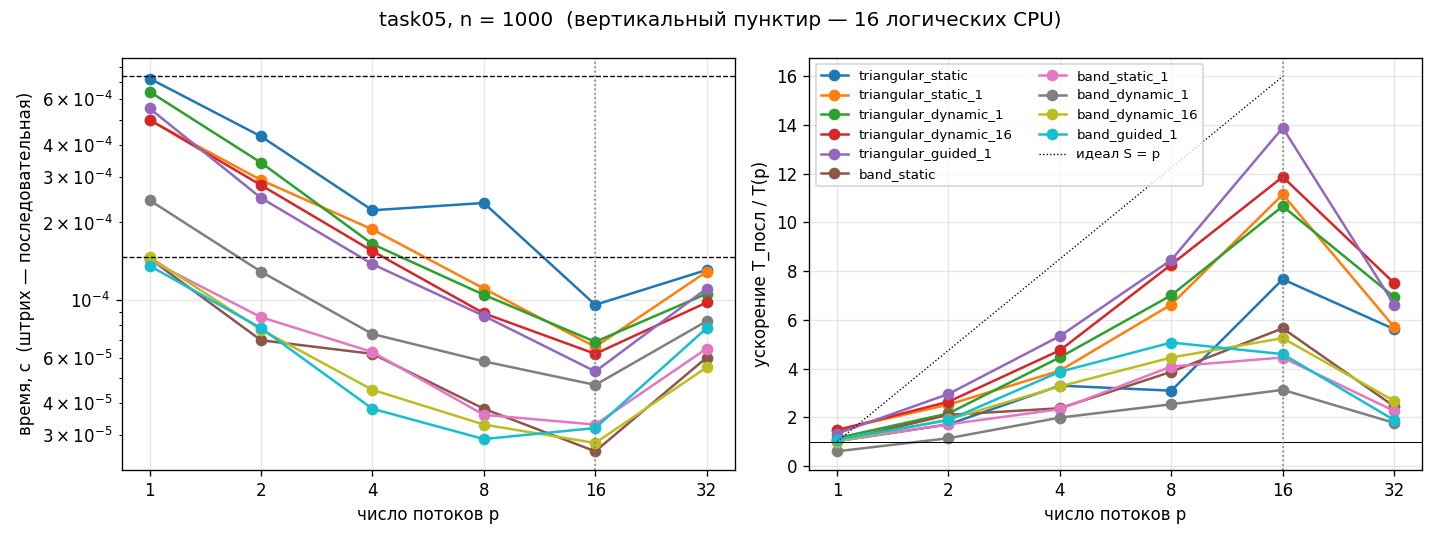 task05, n = 1000  (вертикальный пунктир — 16 логических CPU)
время, с  (штрих — последовательная)
6 × 10⁻⁴
4 × 10⁻⁴
3 × 10⁻⁴
2 × 10⁻⁴
10⁻⁴
6 × 10⁻⁵
4 × 10⁻⁵
3 × 10⁻⁵
1 2 4 8 16 32
число потоков p
ускорение T_посл / T(p)
16
14
12
10
8
6
4
2
0
triangular_static
triangular_static_1
triangular_dynamic_1
triangular_dynamic_16
triangular_guided_1
band_static
band_static_1
band_dynamic_1
band_dynamic_16
band_guided_1
идеал S = p
1 2 4 8 16 32
число потоков p